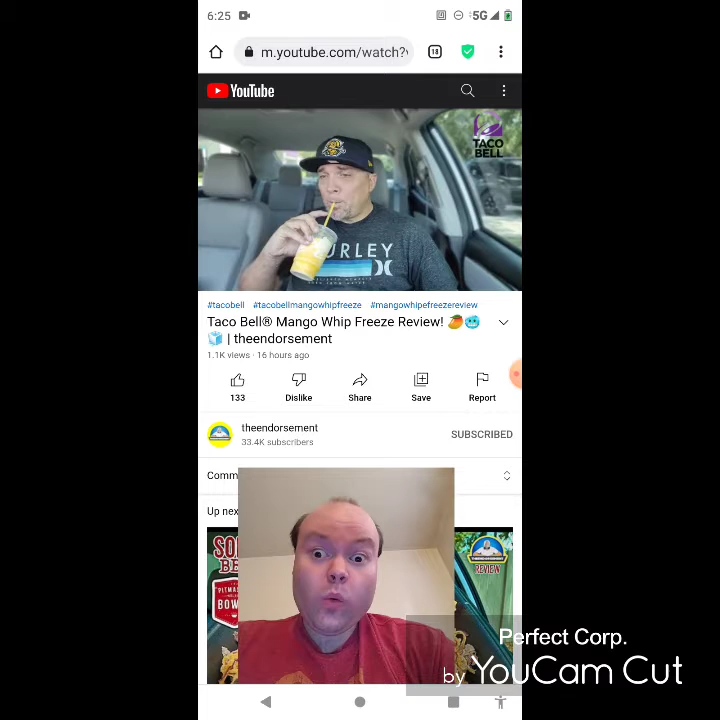 6:25
5G
m.youtube.com/watch?v
18
YouTube
TACO
BELL
URLEY
#tacobell #tacobellmangowhipfreeze #mangowhipefreezereview
Taco Bell® Mango Whip Freeze Review! 🥭🥶
🧊 | theendorsement
1.1K views · 16 hours ago
133 Dislike Share Save Report
theendorsement
33.4K subscribers
SUBSCRIBED
Comm
Up nex
REVIEW
BOW
Perfect Corp.
by YouCam Cut